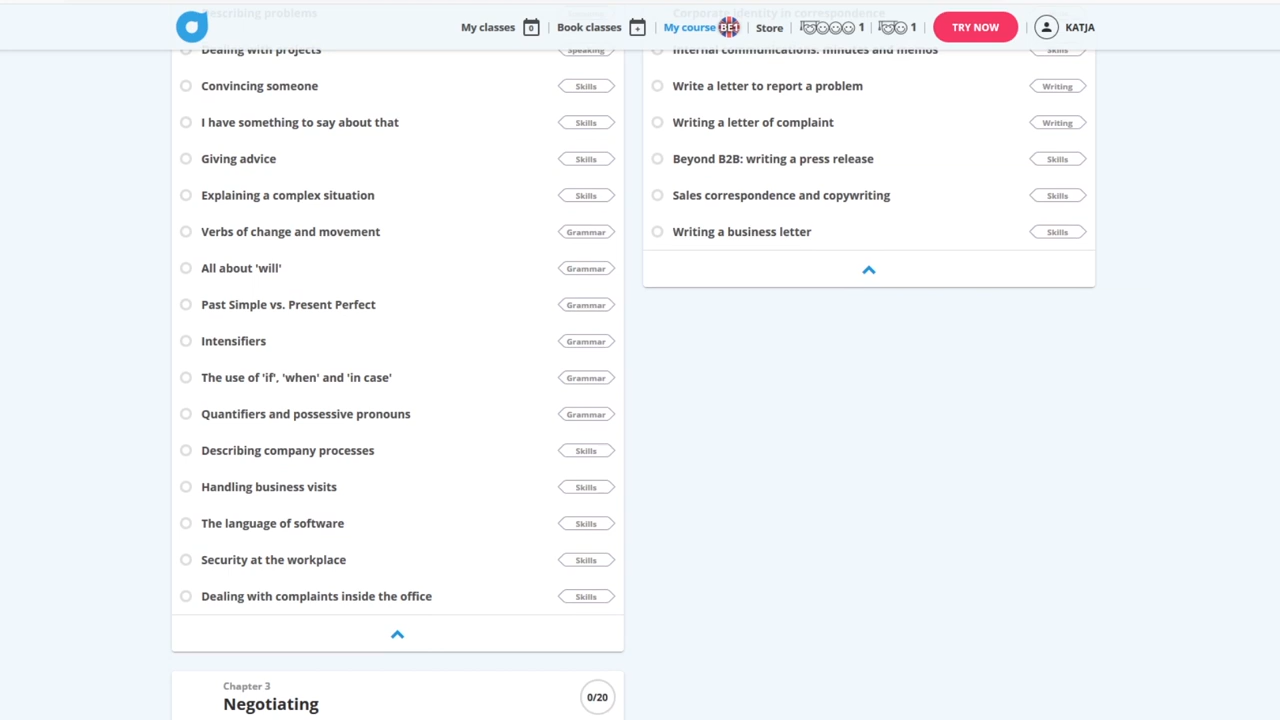 Describing problems
Corporate identity in correspondence
My classes 0 Book classes + My course BE1 Store 1 1 TRY NOW KATJA
Dealing with projects Speaking
Convincing someone Skills
I have something to say about that Skills
Giving advice Skills
Explaining a complex situation Skills
Verbs of change and movement Grammar
All about 'will' Grammar
Past Simple vs. Present Perfect Grammar
Intensifiers Grammar
The use of 'if', 'when' and 'in case' Grammar
Quantifiers and possessive pronouns Grammar
Describing company processes Skills
Handling business visits Skills
The language of software Skills
Security at the workplace Skills
Dealing with complaints inside the office Skills
Chapter 3
Negotiating 0/20
Internal communications: minutes and memos Skills
Write a letter to report a problem Writing
Writing a letter of complaint Writing
Beyond B2B: writing a press release Skills
Sales correspondence and copywriting Skills
Writing a business letter Skills